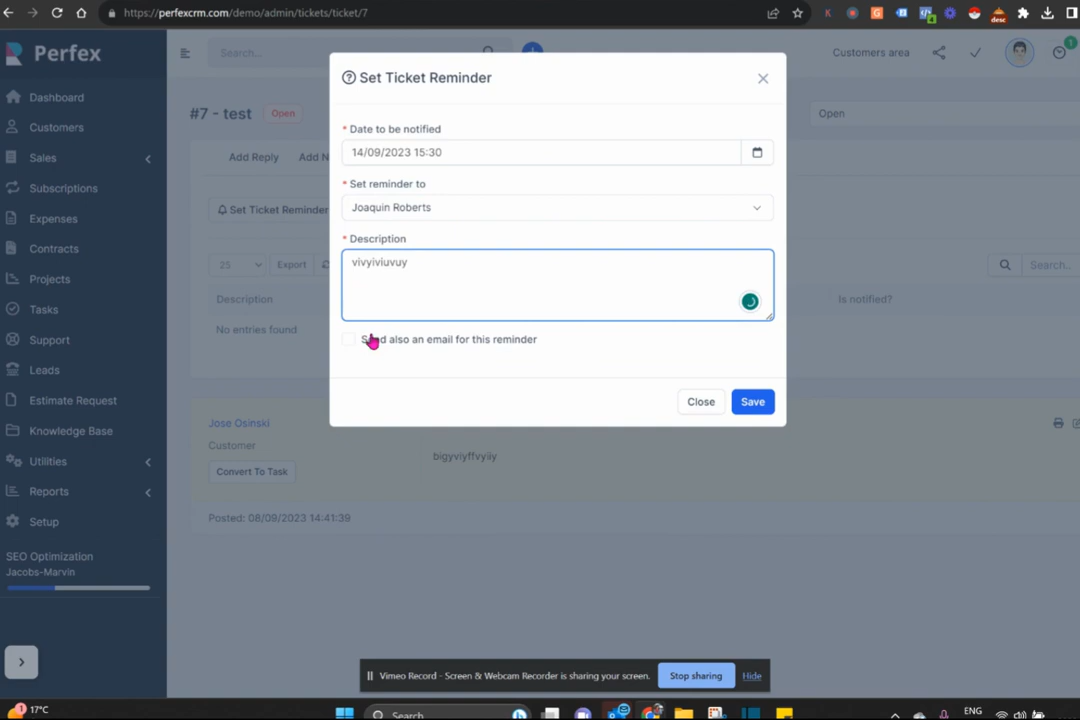 https://perfexcrm.com/demo/admin/tickets/ticket/7
Perfex
Search...
Customers area
1
Dashboard
Customers
Sales
Subscriptions
Expenses
Contracts
Projects
Tasks
Support
Leads
Estimate Request
Knowledge Base
Utilities
Reports
Setup
SEO Optimization
Jacobs-Marvin
#7 - test
Open
Open
Add Reply
Set Ticket Reminder
25
Export
Search..
Description
Is notified?
No entries found
Set Ticket Reminder
* Date to be notified
14/09/2023 15:30
* Set reminder to
Joaquin Roberts
* Description
vivyiviuvuy
also an email for this reminder
Close
Save
Jose Osinski
Customer
Convert To Task
bigyviyffvyiiy
Posted: 08/09/2023 14:41:39
Vimeo Record - Screen & Webcam Recorder is sharing your screen.
Stop sharing
Hide
17°C
Search
ENG